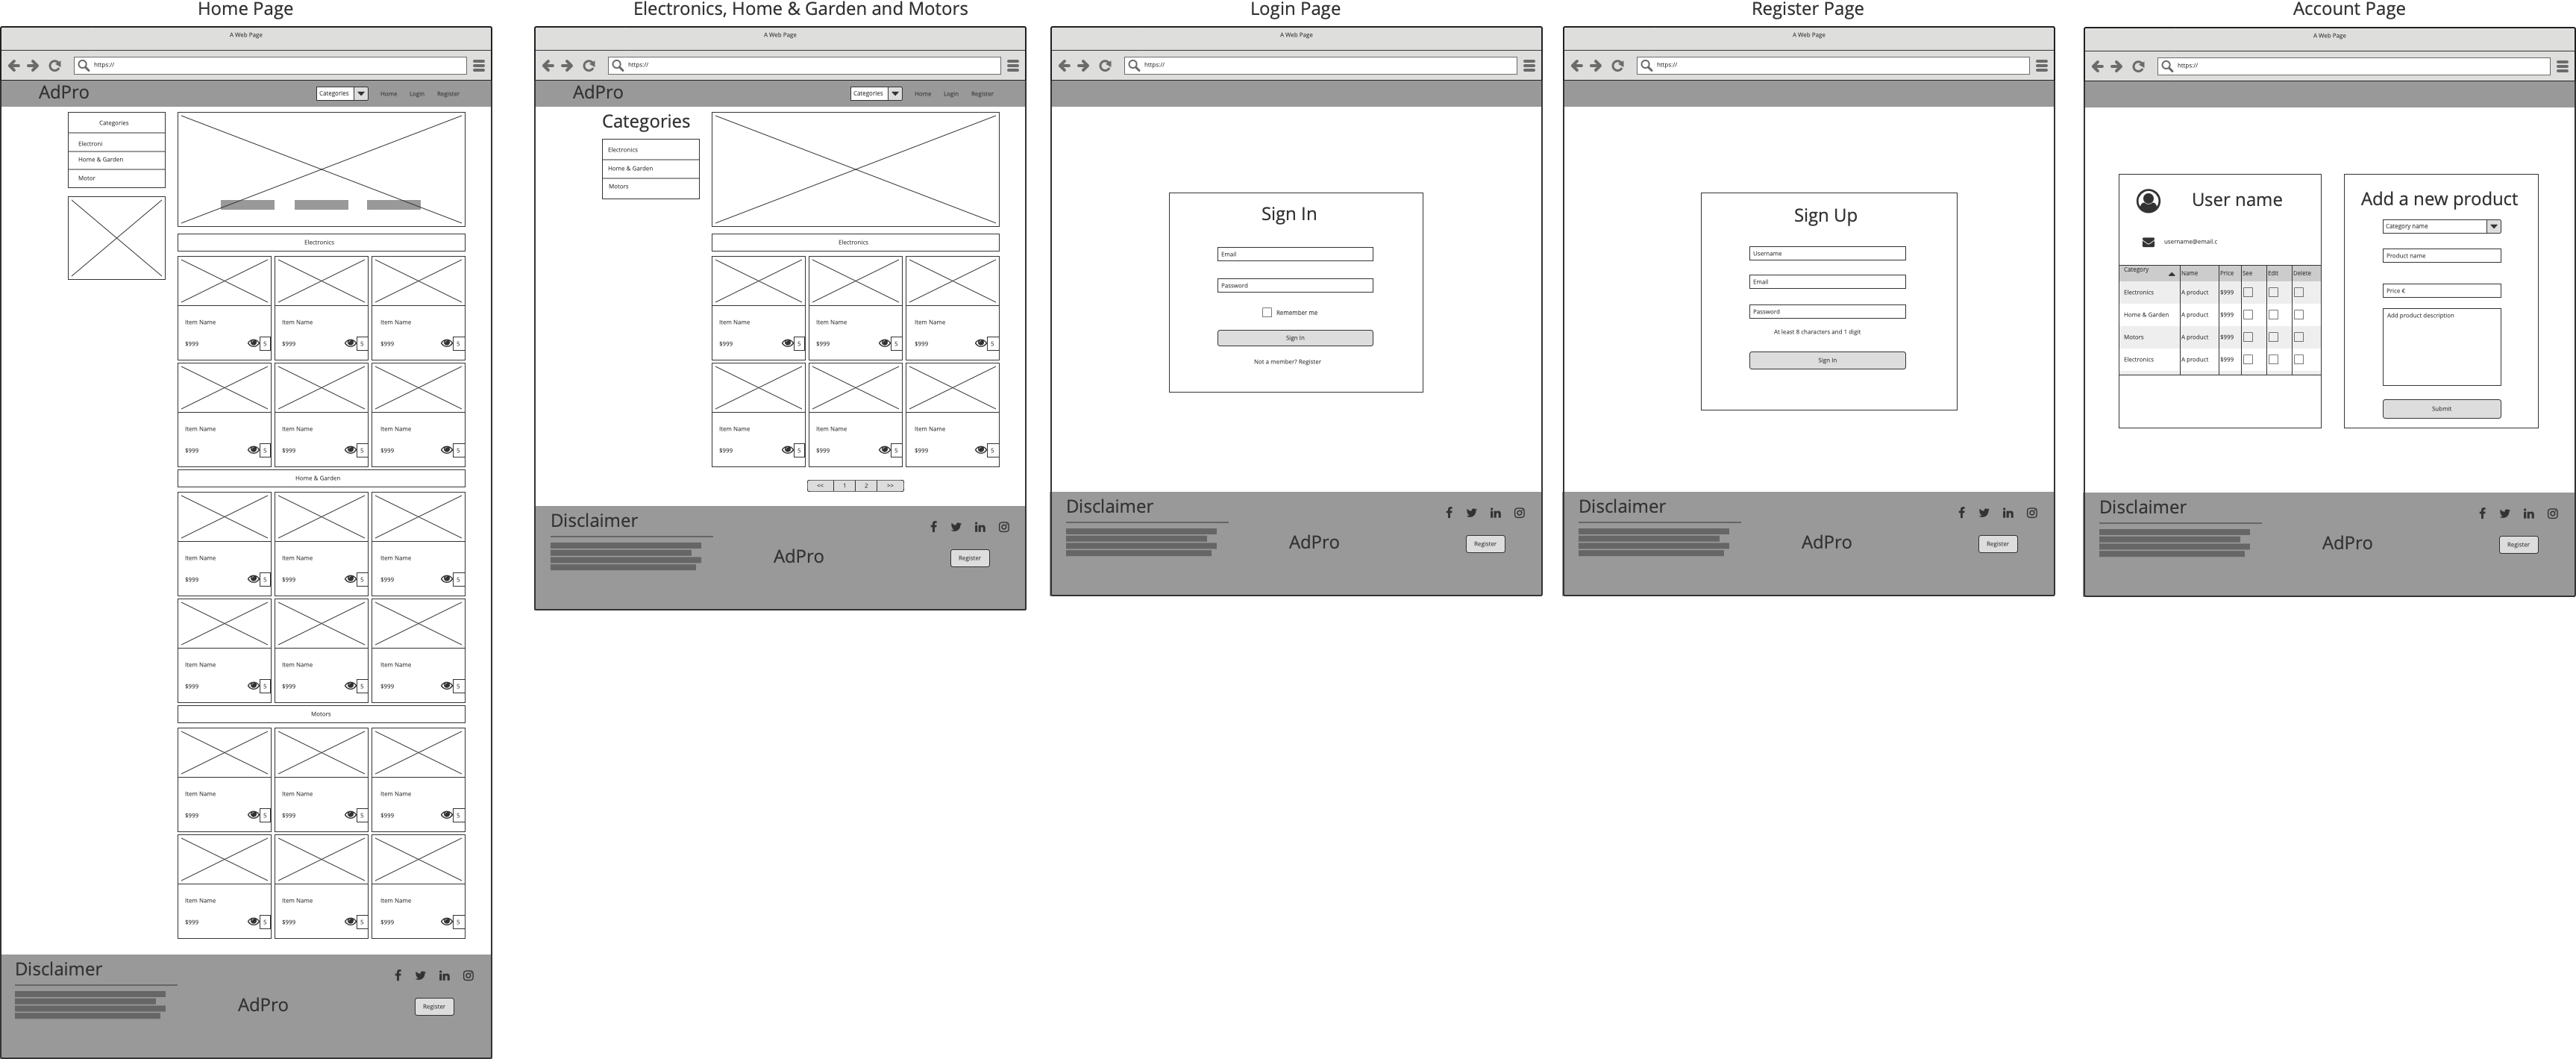 Home Page
A Web Page
https://
AdPro
Categories
Home
Login
Register
Categories
Electroni
Home & Garden
Motor
Electronics
Item Name
Item Name
Item Name
$999
5
$999
5
$999
5
Item Name
Item Name
Item Name
$999
5
$999
5
$999
5
Home & Garden
Item Name
Item Name
Item Name
$999
5
$999
5
$999
5
Item Name
Item Name
Item Name
$999
5
$999
5
$999
5
Motors
Item Name
Item Name
Item Name
$999
5
$999
5
$999
5
Item Name
Item Name
Item Name
$999
5
$999
5
$999
5
Disclaimer
AdPro
Register
Electronics, Home & Garden and Motors
A Web Page
https://
AdPro
Categories
Home
Login
Register
Categories
Electronics
Home & Garden
Motors
Electronics
Item Name
Item Name
Item Name
$999
5
$999
5
$999
5
Item Name
Item Name
Item Name
$999
5
$999
5
$999
5
<< 1 2 >>
Disclaimer
AdPro
Register
Login Page
A Web Page
https://
Sign In
Email
Password
Remember me
Sign In
Not a member? Register
Disclaimer
AdPro
Register
Register Page
A Web Page
https://
Sign Up
Username
Email
Password
At least 8 characters and 1 digit
Sign In
Disclaimer
AdPro
Register
Account Page
A Web Page
https://
User name
username@email.c
Category Name Price See Edit Delete
Electronics A product $999
Home & Garden A product $999
Motors A product $999
Electronics A product $999
Add a new product
Category name
Product name
Price €
Add product description
Submit
Disclaimer
AdPro
Register